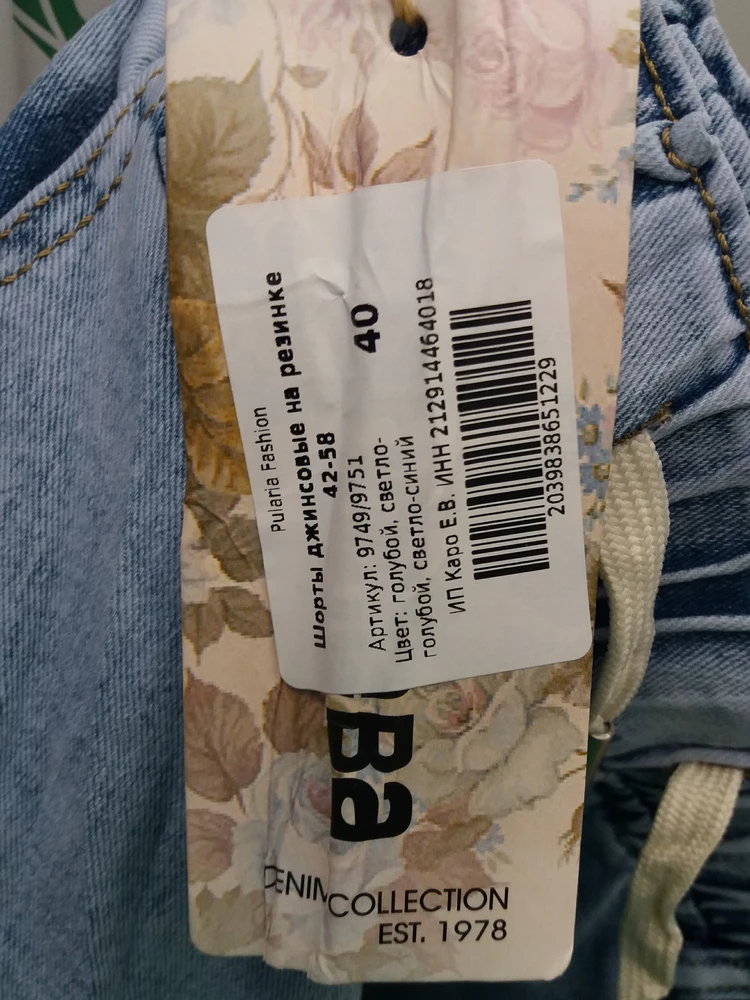 Pularia Fashion
Шорты джинсовые на резинке
42-58
40
Артикул: 9749/9751
Цвет: голубой, светло-
голубой, светло-синий
ИП Каро Е.В. ИНН 212914464018
2039838651229
DENIM COLLECTION
EST. 1978